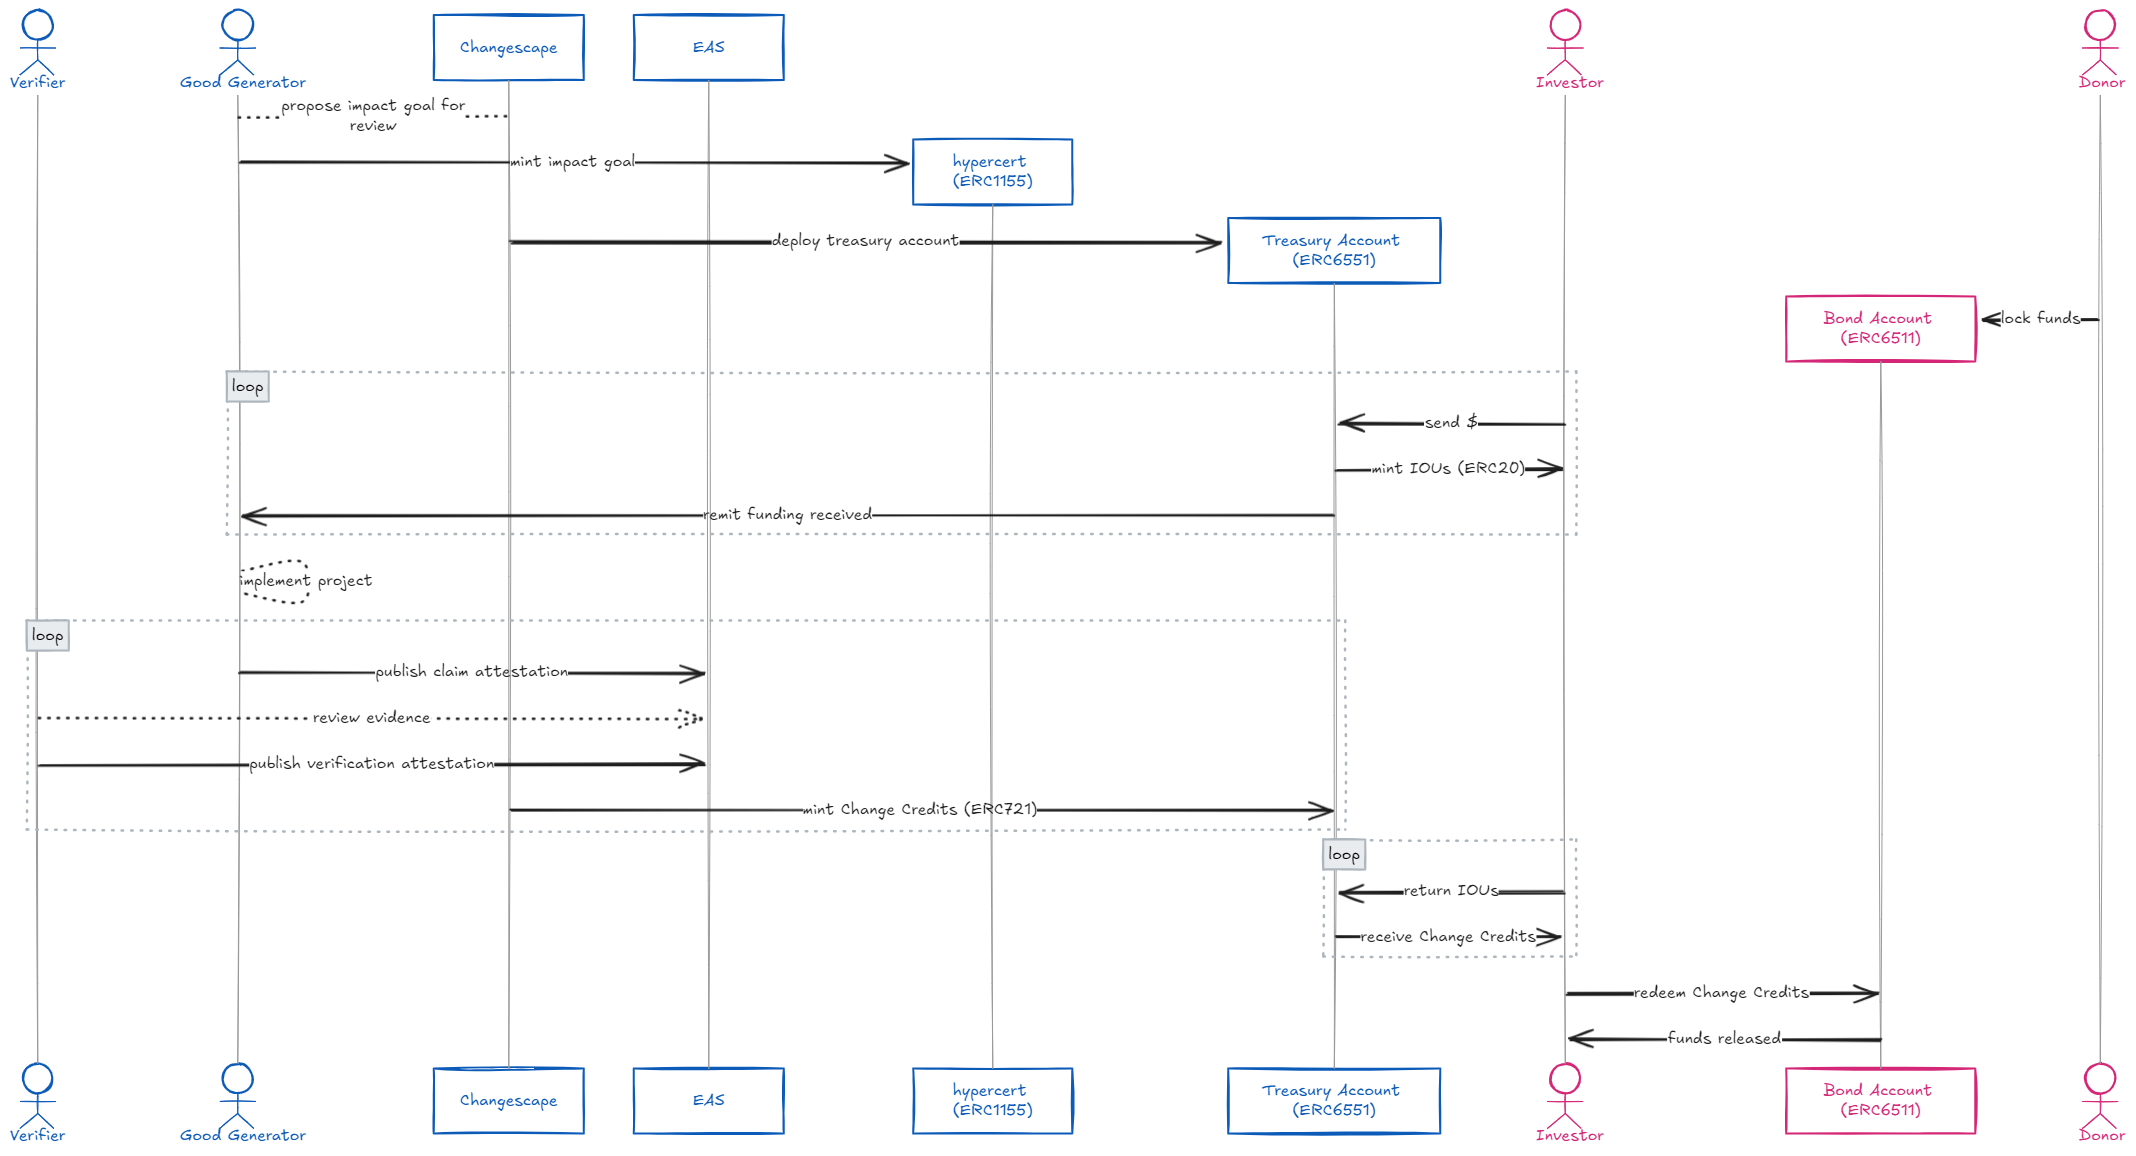 Verifier
Good Generator
Changescape
EAS
Investor
Donor
propose impact goal for
review
mint impact goal
hypercert
(ERC1155)
deploy treasury account
Treasury Account
(ERC6551)
Bond Account
(ERC6511)
lock funds
loop
send $
mint IOUs (ERC20)
remit funding received
implement project
loop
publish claim attestation
review evidence
publish verification attestation
mint Change Credits (ERC721)
loop
return IOUs
receive Change Credits
redeem Change Credits
funds released
Verifier
Good Generator
Changescape
EAS
hypercert
(ERC1155)
Treasury Account
(ERC6551)
Investor
Bond Account
(ERC6511)
Donor